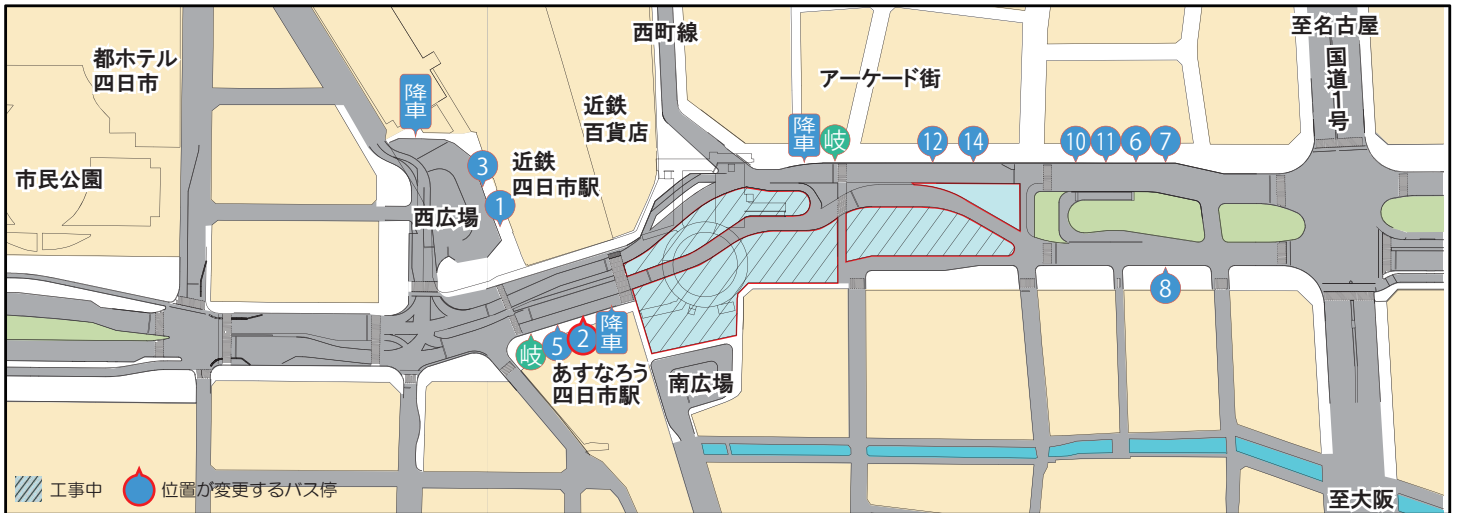 西町線
至名古屋
国道1号
都ホテル
四日市
アーケード街
降車
近鉄
百貨店
降車
岐
12
14
10
11
6
7
3
近鉄
四日市駅
市民公園
1
西広場
8
岐
5
2
降車
あすなろう
四日市駅
南広場
工事中
位置が変更するバス停
至大阪